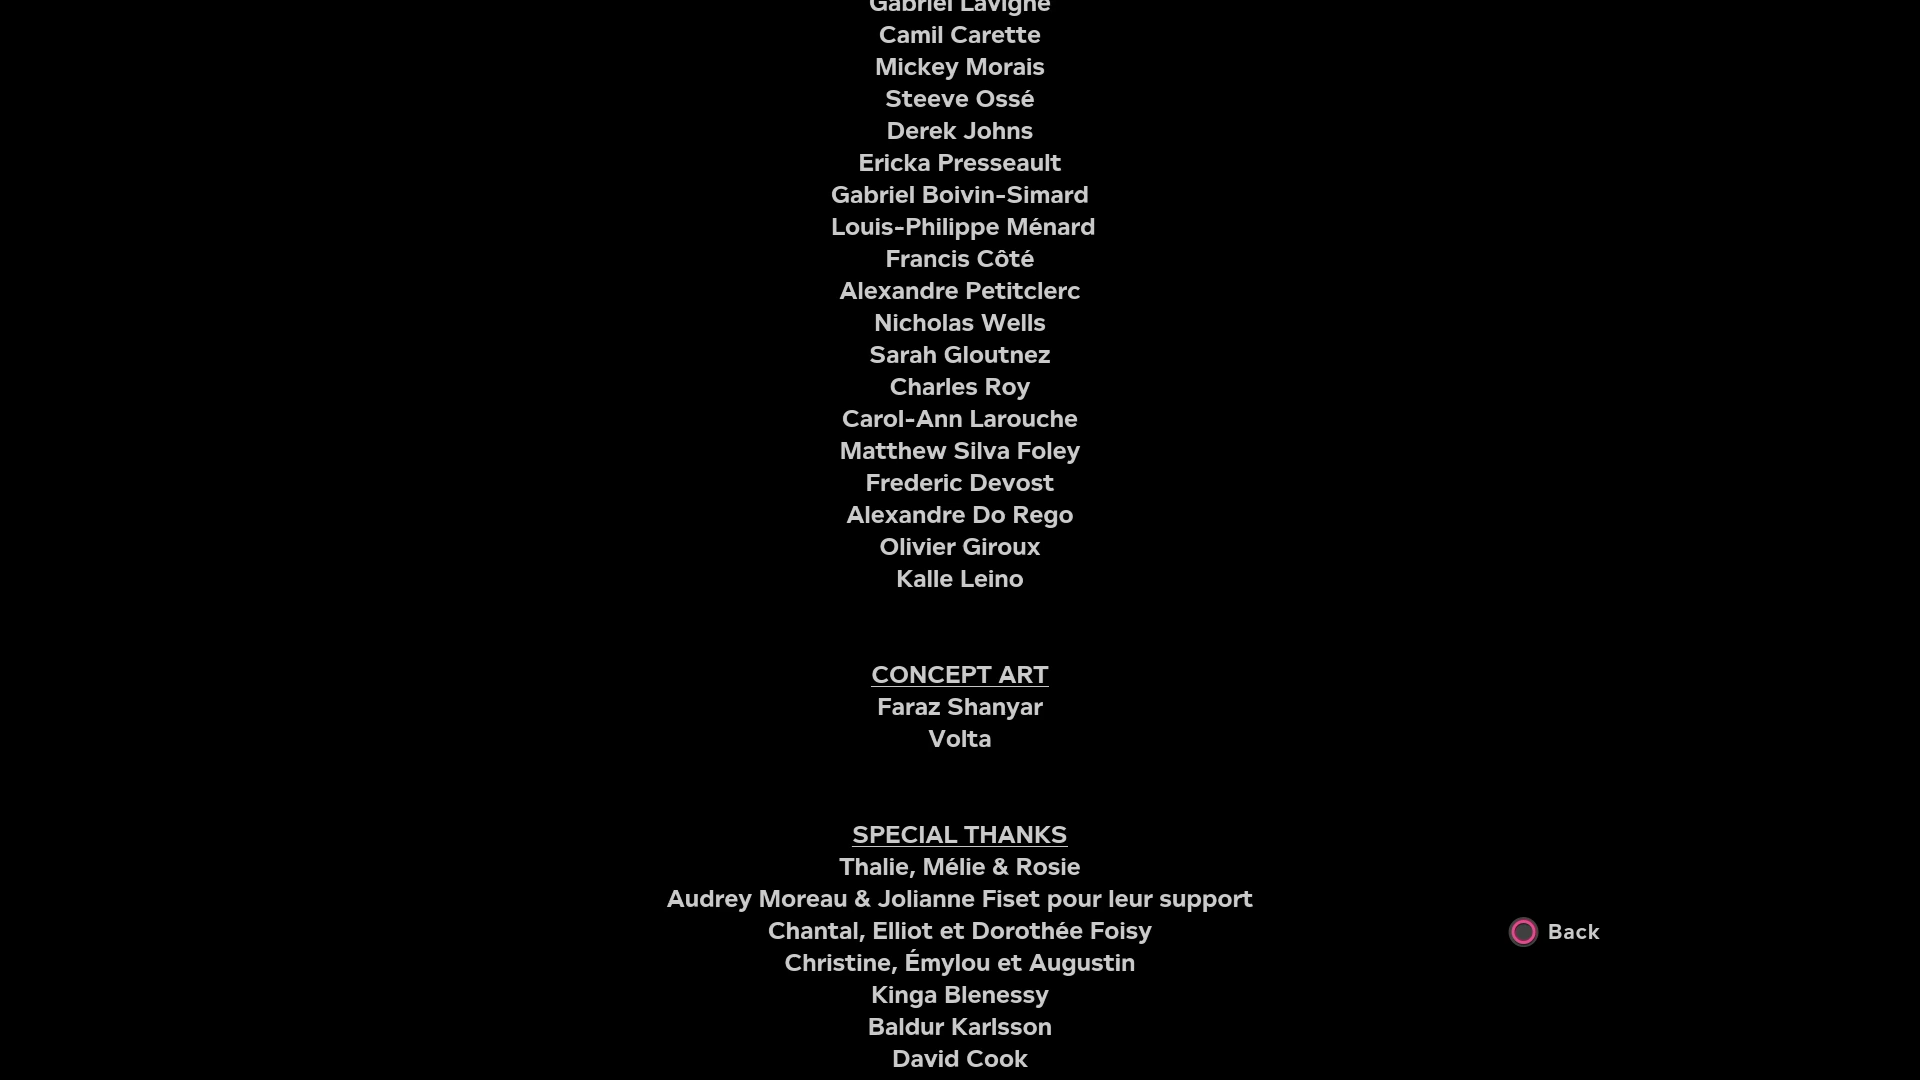 Gabriel Lavigne
Camil Carette
Mickey Morais
Steeve Ossé
Derek Johns
Ericka Presseault
Gabriel Boivin-Simard
Louis-Philippe Ménard
Francis Côté
Alexandre Petitclerc
Nicholas Wells
Sarah Gloutnez
Charles Roy
Carol-Ann Larouche
Matthew Silva Foley
Frederic Devost
Alexandre Do Rego
Olivier Giroux
Kalle Leino
CONCEPT ART
Faraz Shanyar
Volta
SPECIAL THANKS
Thalie, Mélie & Rosie
Audrey Moreau & Jolianne Fiset pour leur support
Chantal, Elliot et Dorothée Foisy
Back
Christine, Émylou et Augustin
Kinga Blenessy
Baldur Karlsson
David Cook